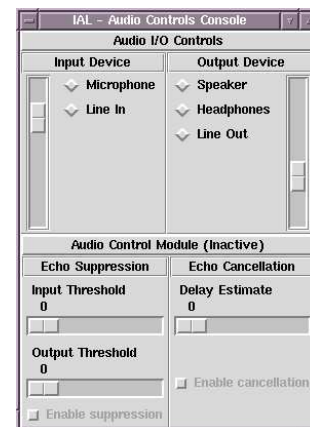 IAL - Audio Controls Console
Audio I/O Controls
Input Device
Output Device
Microphone
Line In
Speaker
Headphones
Line Out
Audio Control Module (Inactive)
Echo Suppression
Echo Cancellation
Input Threshold
0
Output Threshold
0
Enable suppression
Delay Estimate
0
Enable cancellation